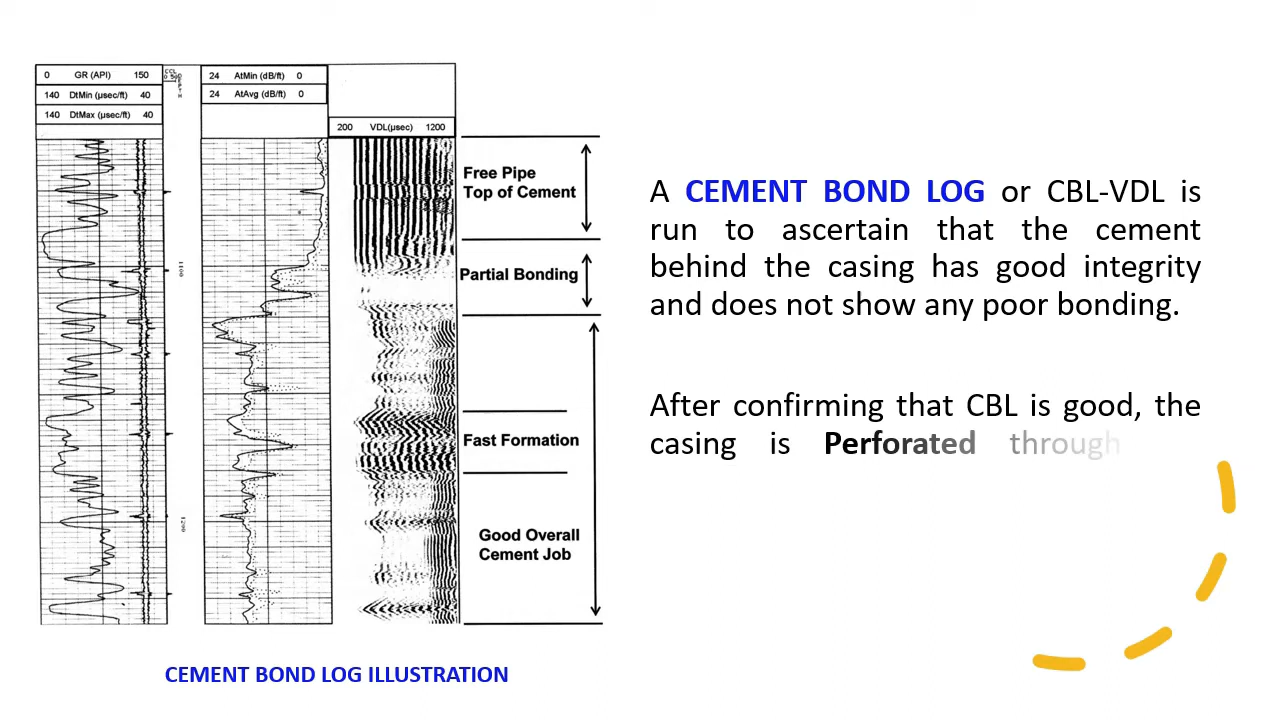 0 GR (API) 150
140 DtMin (µsec/ft) 40
140 DtMax (µsec/ft) 40
CCL
DEPTH
24 AtMin (dB/ft) 0
24 AtAvg (dB/ft) 0
200 VDL(µsec) 1200
Free Pipe
Top of Cement
1100
Partial Bonding
Fast Formation
1200
Good Overall
Cement Job
CEMENT BOND LOG ILLUSTRATION
A CEMENT BOND LOG or CBL-VDL is
run to ascertain that the cement
behind the casing has good integrity
and does not show any poor bonding.
After confirming that CBL is good, the
casing is Perforated through